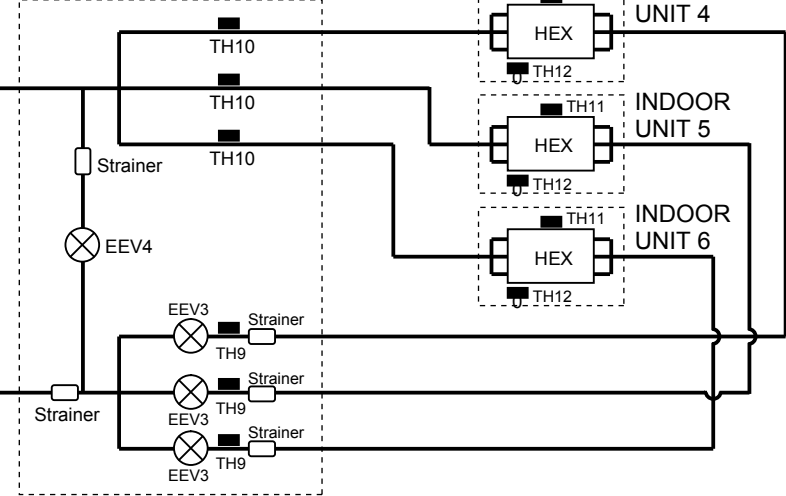 UNIT 4
HEX
TH10
TH12
TH10
TH11
INDOOR
UNIT 5
HEX
TH10
Strainer
TH12
TH11
INDOOR
UNIT 6
EEV4
HEX
TH12
EEV3
Strainer
TH9
Strainer
Strainer
EEV3
TH9
Strainer
EEV3
TH9